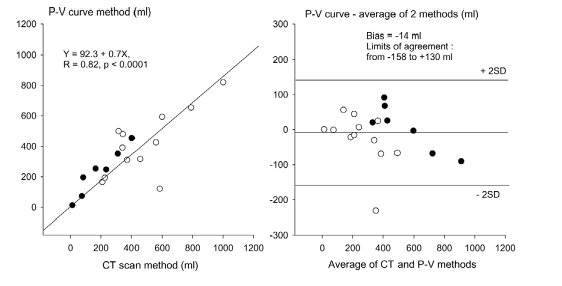 P-V curve method (ml)
1200
1000
800
600
400
200
0
Y = 92.3 + 0.7X,
R = 0.82, p < 0.0001
0 200 400 600 800 1000 1200
CT scan method (ml)
P-V curve - average of 2 methods (ml)
300
200
100
0
-100
-200
-300
Bias = -14 ml
Limits of agreement :
from -158 to +130 ml
+ 2SD
- 2SD
0 200 400 600 800 1000 1200
Average of CT and P-V methods